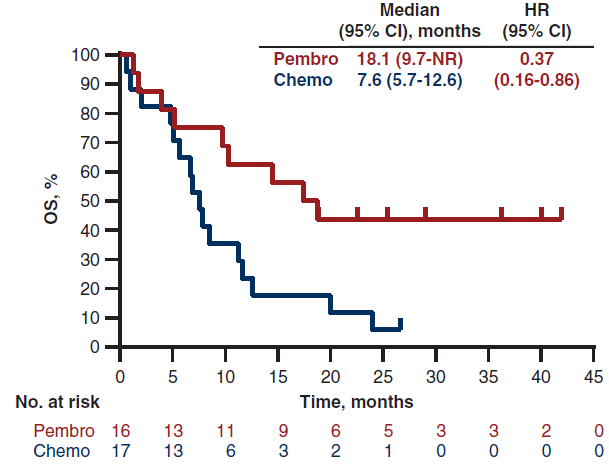 Median HR
(95% CI), months (95% CI)
Pembro 18.1 (9.7-NR) 0.37
Chemo 7.6 (5.7-12.6) (0.16-0.86)
100
90
80
70
60
50
40
30
20
10
0
OS, %
0 5 10 15 20 25 30 35 40 45
No. at risk Time, months
Pembro 16 13 11 9 6 5 3 3 2 0
Chemo 17 13 6 3 2 1 0 0 0 0